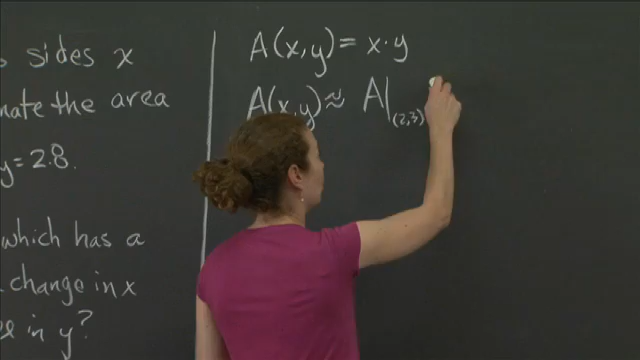 sides x
nate the area
y=2.8.
which has a
change in x
in y?
A(x,y)= x·y
A(x,y)≈ A|(2,3)